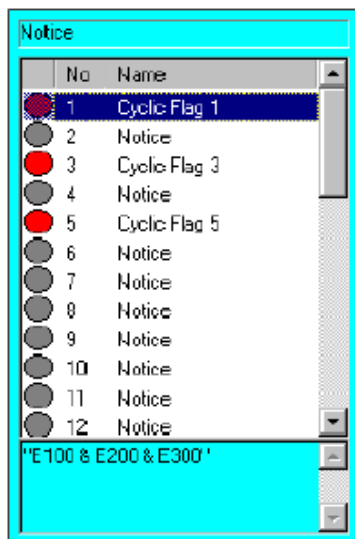 Notice
No Name
1 Cyclic Flag 1
2 Notice
3 Cyclic Flag 3
4 Notice
5 Cyclic Flag 5
6 Notice
7 Notice
8 Notice
9 Notice
10 Notice
11 Notice
12 Notice
"E100 & E200 & E300"